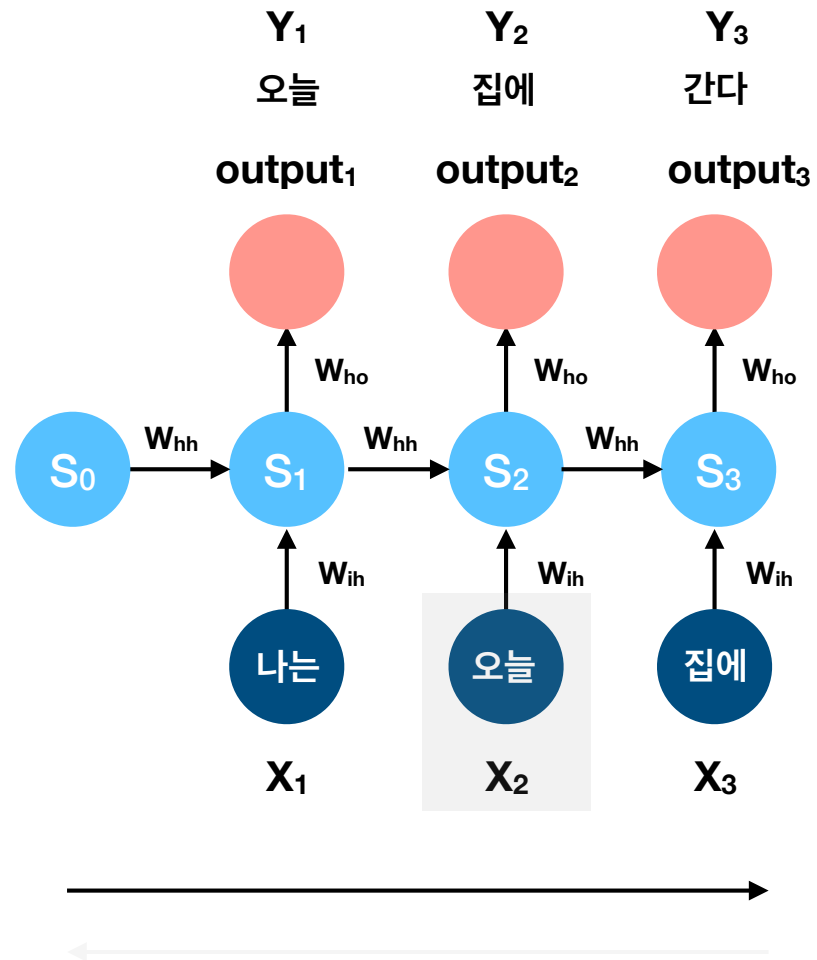 Y₁ Y₂ Y₃
오늘 집에 간다
output₁ output₂ output₃
Who Who Who
S₀ Whh S₁ Whh S₂ Whh S₃
Wih Wih Wih
나는 오늘 집에
X₁ X₂ X₃